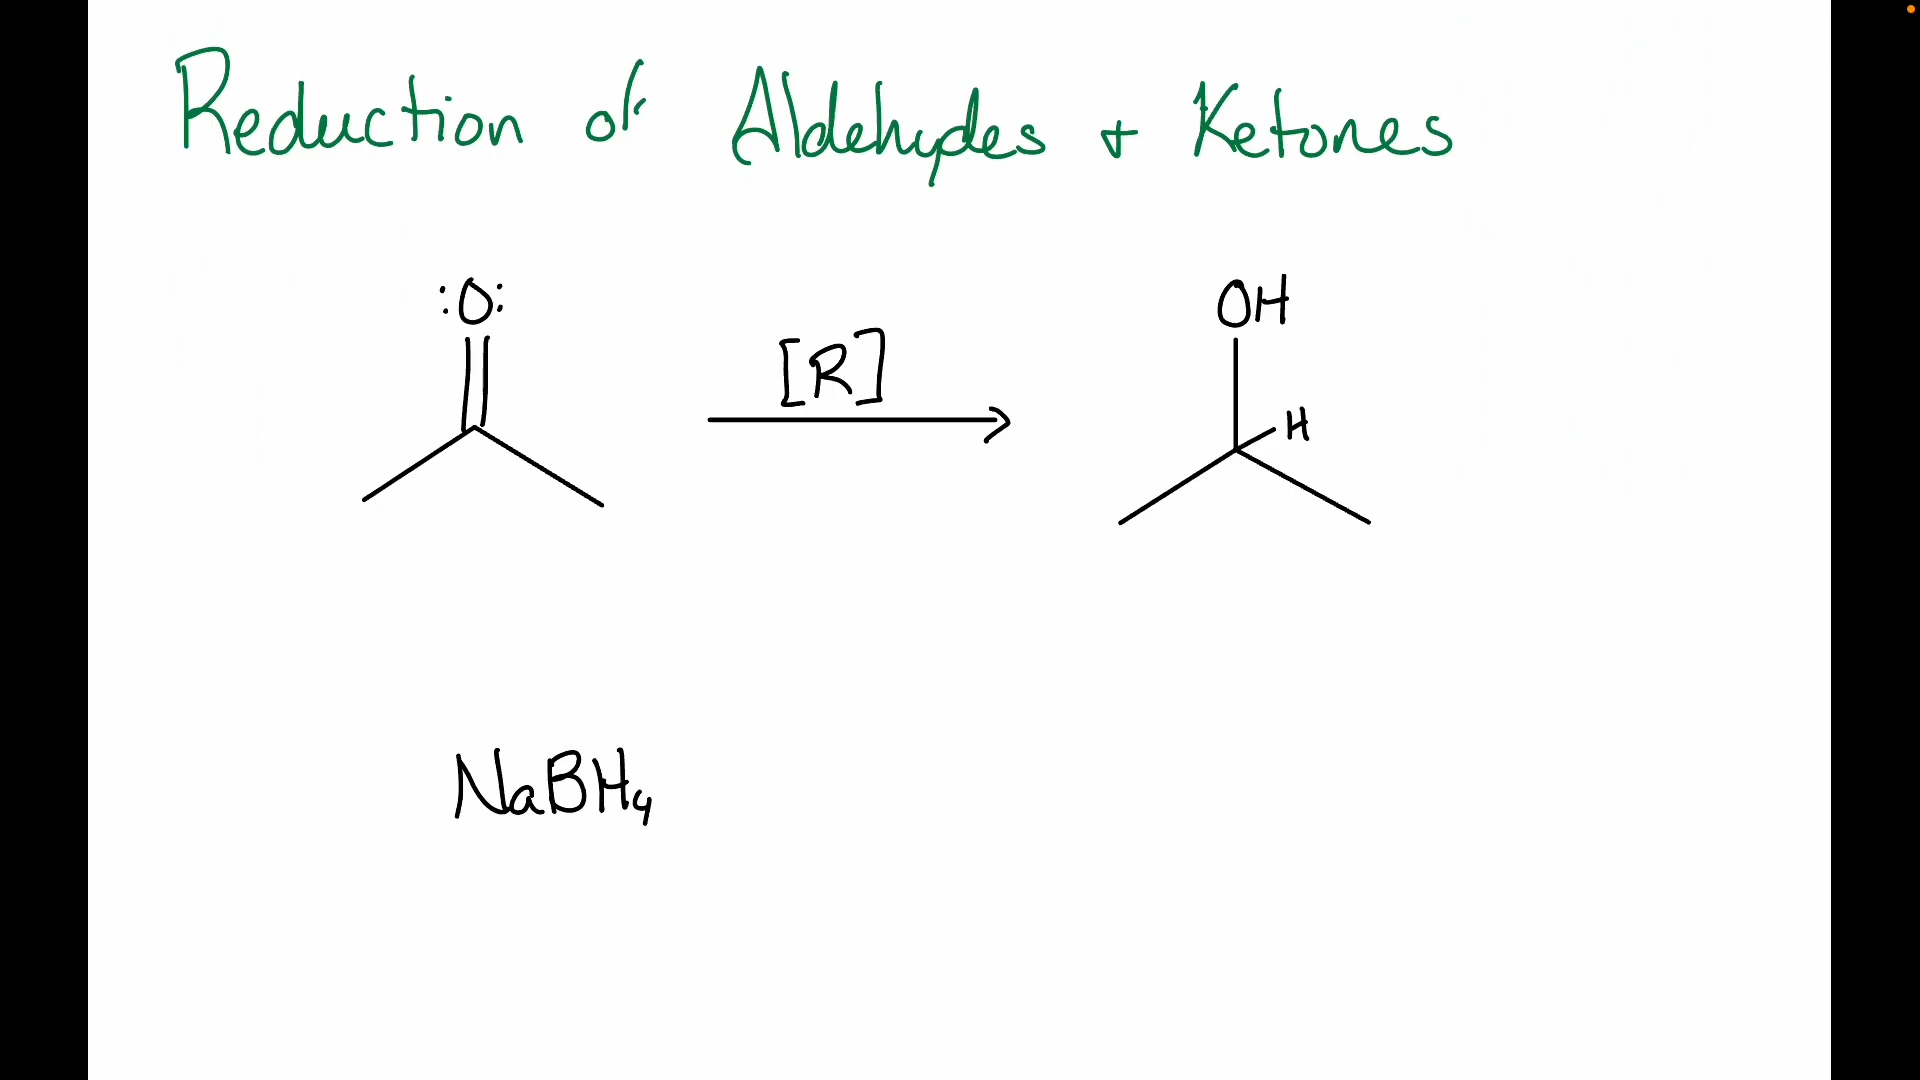 Reduction of Aldehydes + Ketones
:O:
[R]
OH
H
NaBH₄